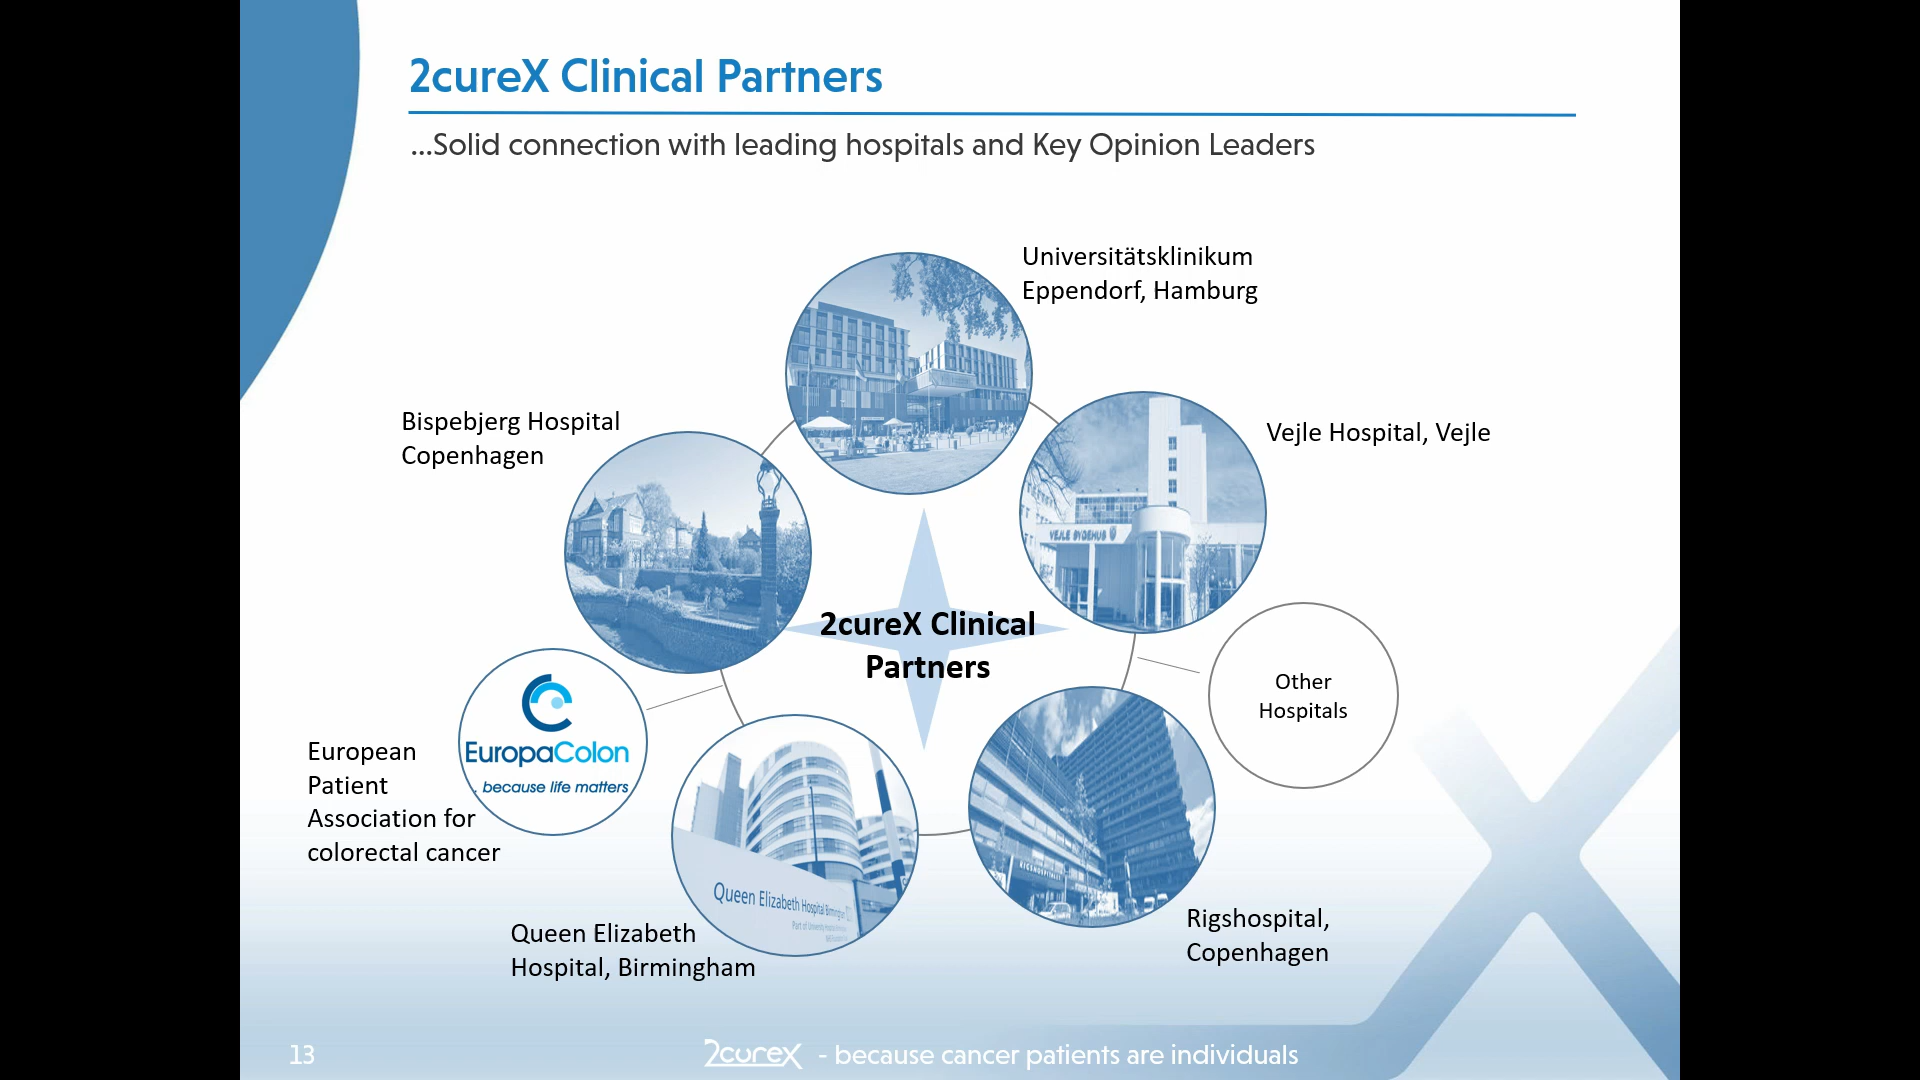 2cureX Clinical Partners
...Solid connection with leading hospitals and Key Opinion Leaders
Universitätsklinikum
Eppendorf, Hamburg
Bispebjerg Hospital
Copenhagen
Vejle Hospital, Vejle
VEJLE SYGEHUS
2cureX Clinical
Partners
Other
Hospitals
EuropaColon
because life matters
European
Patient
Association for
colorectal cancer
Queen Elizabeth Hospital Birmingham
Part of University Hospitals
RIGSHOSPITALET
Queen Elizabeth
Hospital, Birmingham
Rigshospital,
Copenhagen
13
2cureX - because cancer patients are individuals